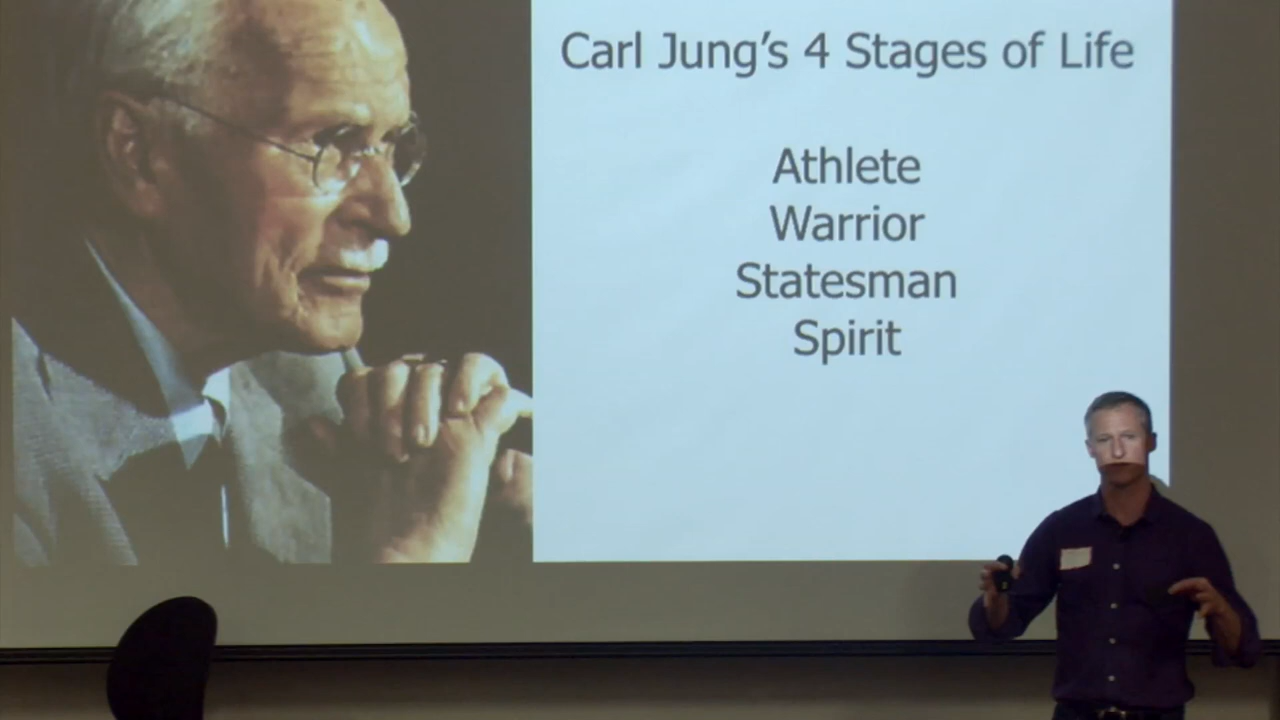 Carl Jung’s 4 Stages of Life
Athlete
Warrior
Statesman
Spirit